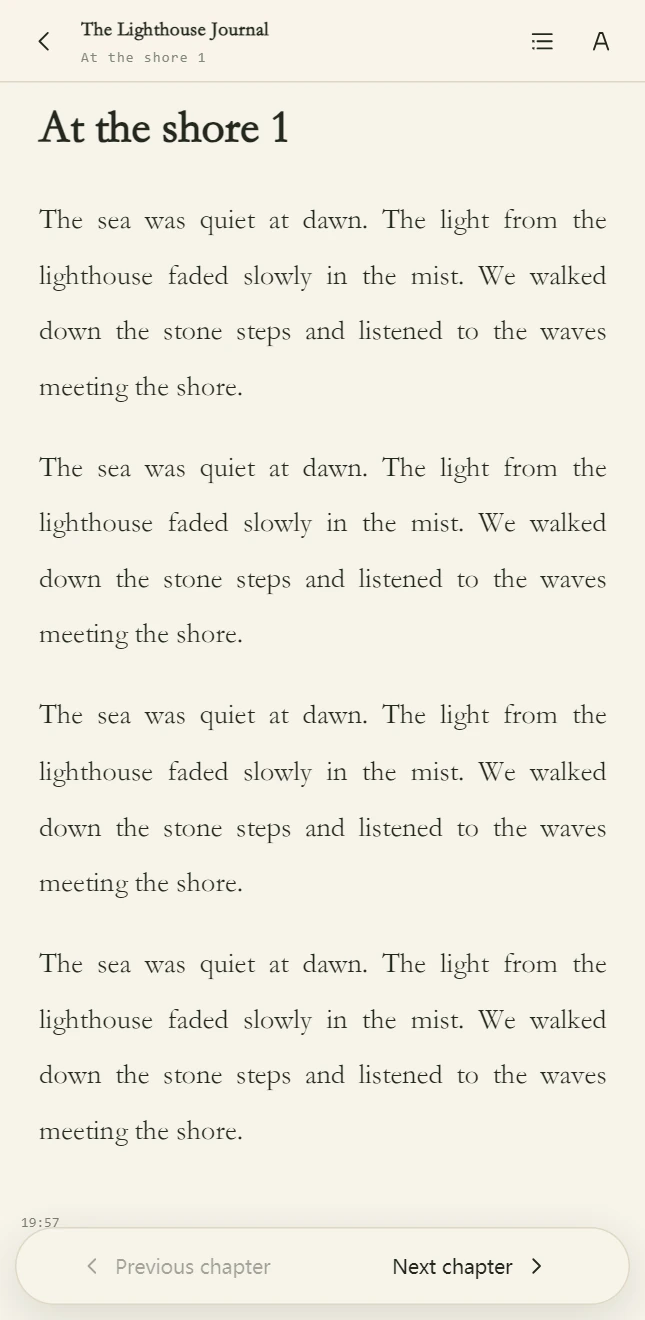 The Lighthouse Journal
At the shore 1
At the shore 1
The sea was quiet at dawn. The light from the
lighthouse faded slowly in the mist. We walked
down the stone steps and listened to the waves
meeting the shore.
The sea was quiet at dawn. The light from the
lighthouse faded slowly in the mist. We walked
down the stone steps and listened to the waves
meeting the shore.
The sea was quiet at dawn. The light from the
lighthouse faded slowly in the mist. We walked
down the stone steps and listened to the waves
meeting the shore.
The sea was quiet at dawn. The light from the
lighthouse faded slowly in the mist. We walked
down the stone steps and listened to the waves
meeting the shore.
19:57
Previous chapter
Next chapter